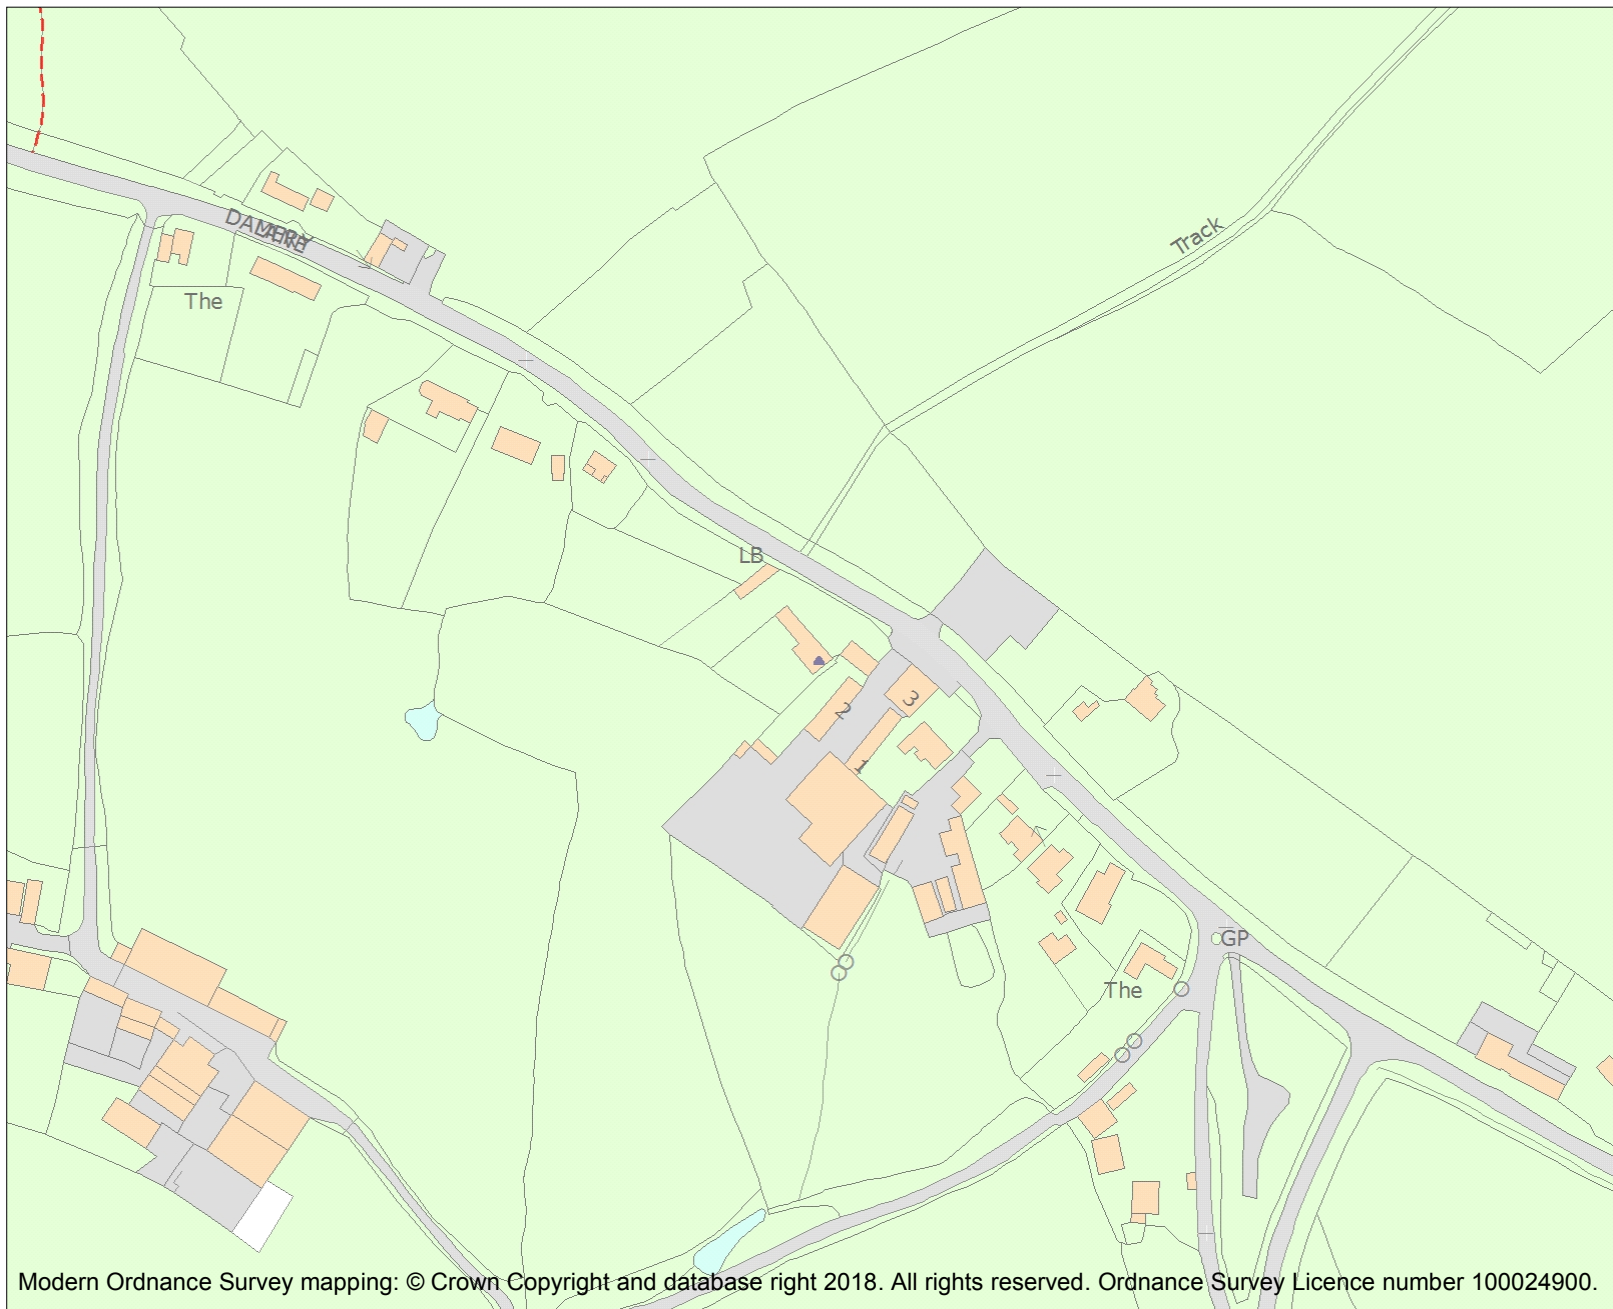 Track
DAMERY LANE
The
LB
3
2
1
GP
The
Modern Ordnance Survey mapping: © Crown Copyright and database right 2018. All rights reserved. Ordnance Survey Licence number 100024900.